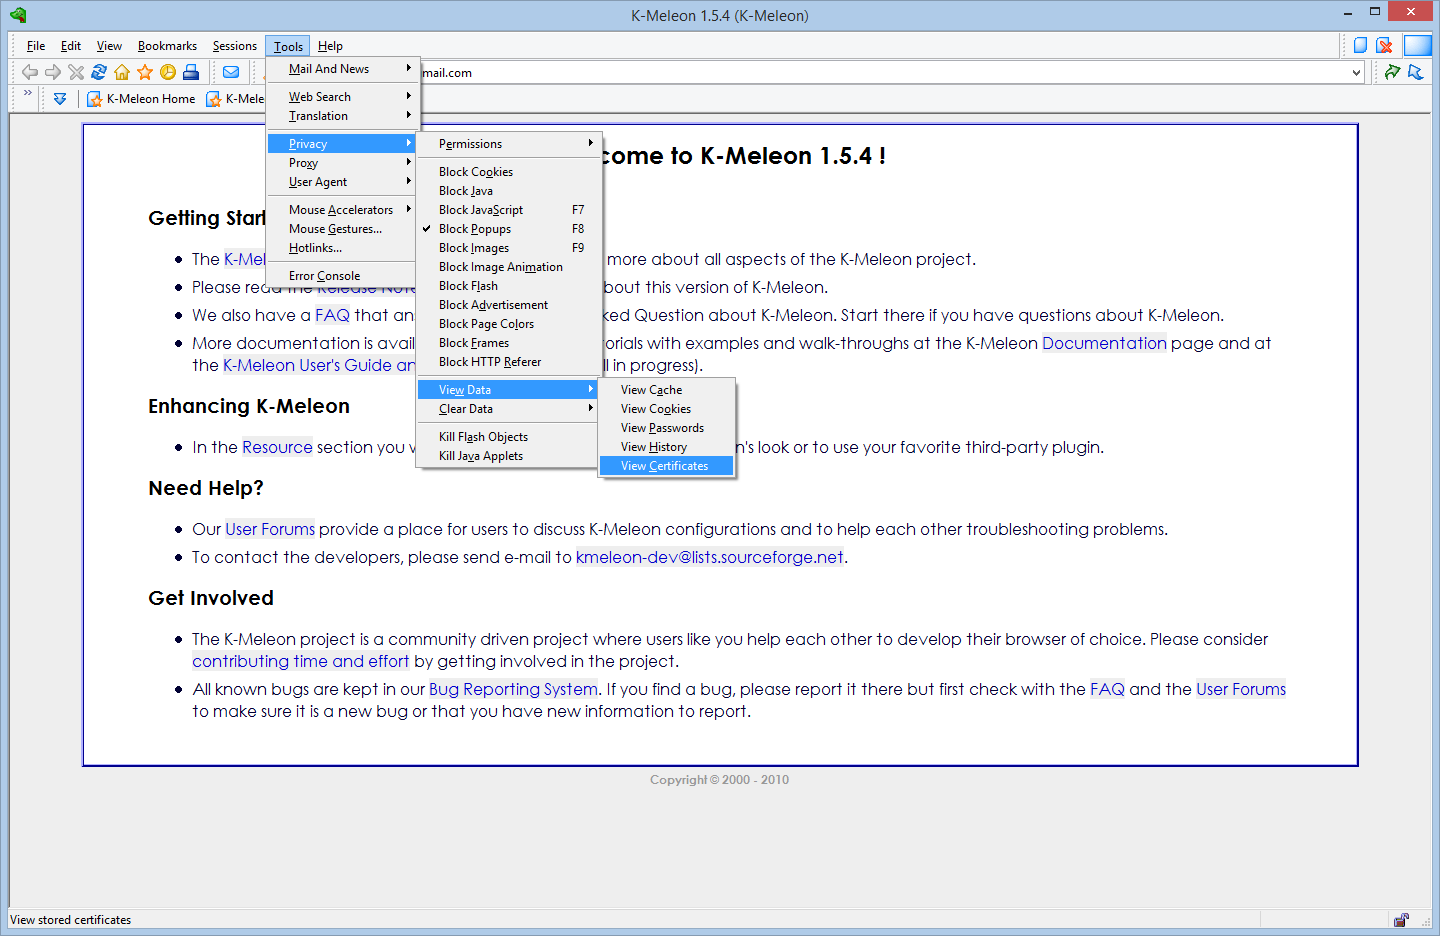 K-Meleon 1.5.4 (K-Meleon)
File Edit View Bookmarks Sessions Tools Help
mail.com
K-Meleon Home K-Mele
Mail And News
Web Search
Translation
Privacy
Proxy
User Agent
Mouse Accelerators
Mouse Gestures...
Hotlinks...
Error Console
Permissions
Block Cookies
Block Java
Block JavaScript F7
Block Popups F8
Block Images F9
Block Image Animation
Block Flash
Block Advertisement
Block Page Colors
Block Frames
Block HTTP Referer
View Data
Clear Data
Kill Flash Objects
Kill Java Applets
View Cache
View Cookies
View Passwords
View History
View Certificates
come to K-Meleon 1.5.4 !
Getting Start
The K-Mel more about all aspects of the K-Meleon project.
Please read the Release Note bout this version of K-Meleon.
We also have a FAQ that ans ked Question about K-Meleon. Start there if you have questions about K-Meleon.
More documentation is avail torials with examples and walk-throughs at the K-Meleon Documentation page and at
the K-Meleon User's Guide an ll in progress).
Enhancing K-Meleon
In the Resource section you w n's look or to use your favorite third-party plugin.
Need Help?
Our User Forums provide a place for users to discuss K-Meleon configurations and to help each other troubleshooting problems.
To contact the developers, please send e-mail to kmeleon-dev@lists.sourceforge.net.
Get Involved
The K-Meleon project is a community driven project where users like you help each other to develop their browser of choice. Please consider
contributing time and effort by getting involved in the project.
All known bugs are kept in our Bug Reporting System. If you find a bug, please report it there but first check with the FAQ and the User Forums
to make sure it is a new bug or that you have new information to report.
Copyright © 2000 - 2010
View stored certificates